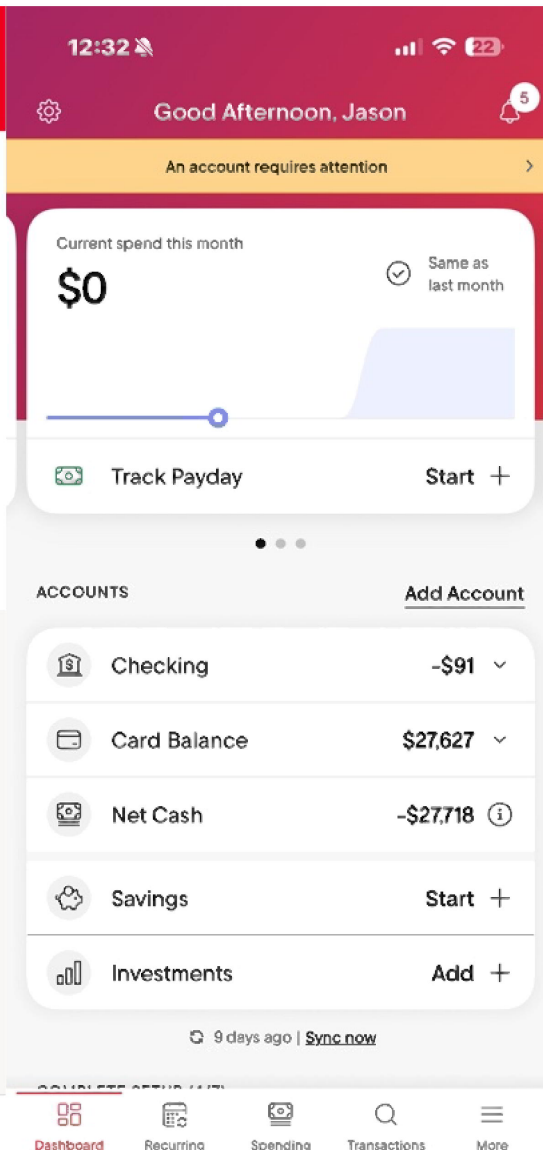 12:32
22
5
Good Afternoon, Jason
An account requires attention
Current spend this month
$0
Same as
last month
Track Payday
Start
ACCOUNTS
Add Account
Checking
-$91
Card Balance
$27,627
Net Cash
-$27,718
Savings
Start
Investments
Add
9 days ago | Sync now
Dashboard
Recurring
Spending
Transactions
More